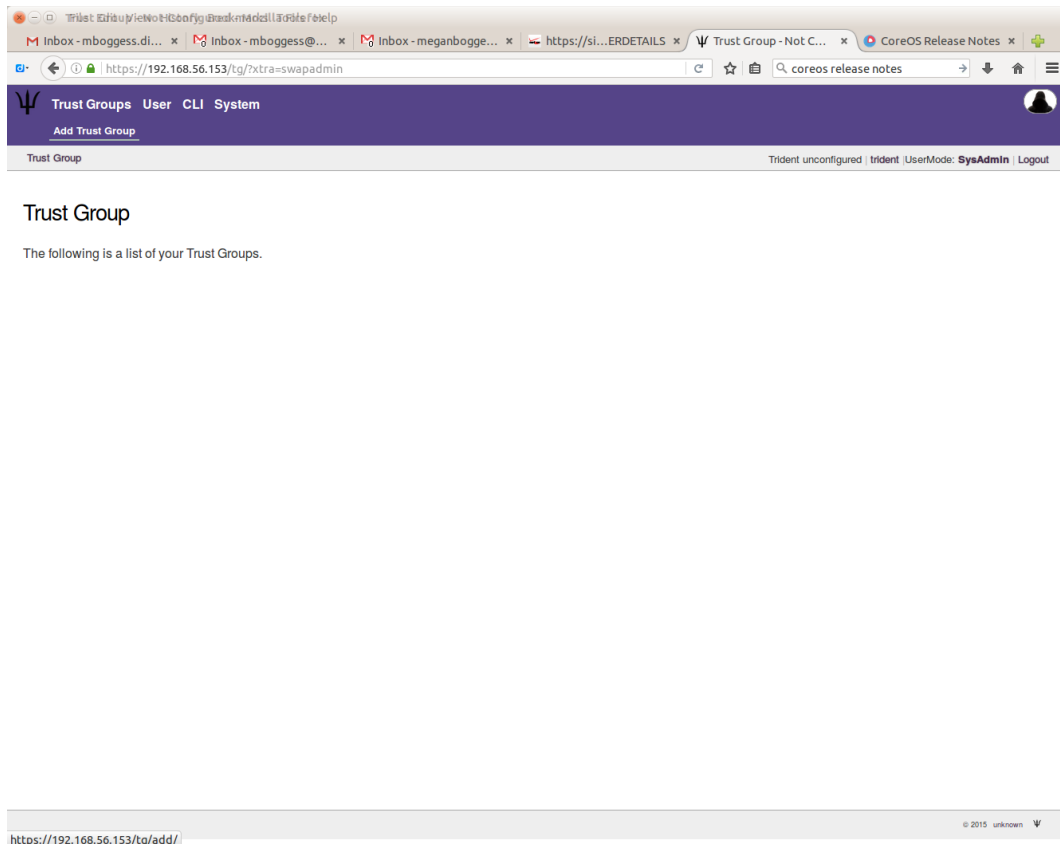 M Inbox - mboggess.di... × Inbox - mboggess@... × Inbox - meganbogge... × https://si...ERDETAILS × Trust Group - Not C... × CoreOS Release Notes ×
https://192.168.56.153/tg/?xtra=swapadmin coreos release notes
Trust Groups User CLI System
Add Trust Group
Trust Group Trident unconfigured | trident |UserMode: SysAdmin | Logout
Trust Group
The following is a list of your Trust Groups.
© 2015 unknown Ψ
https://192.168.56.153/tg/add/